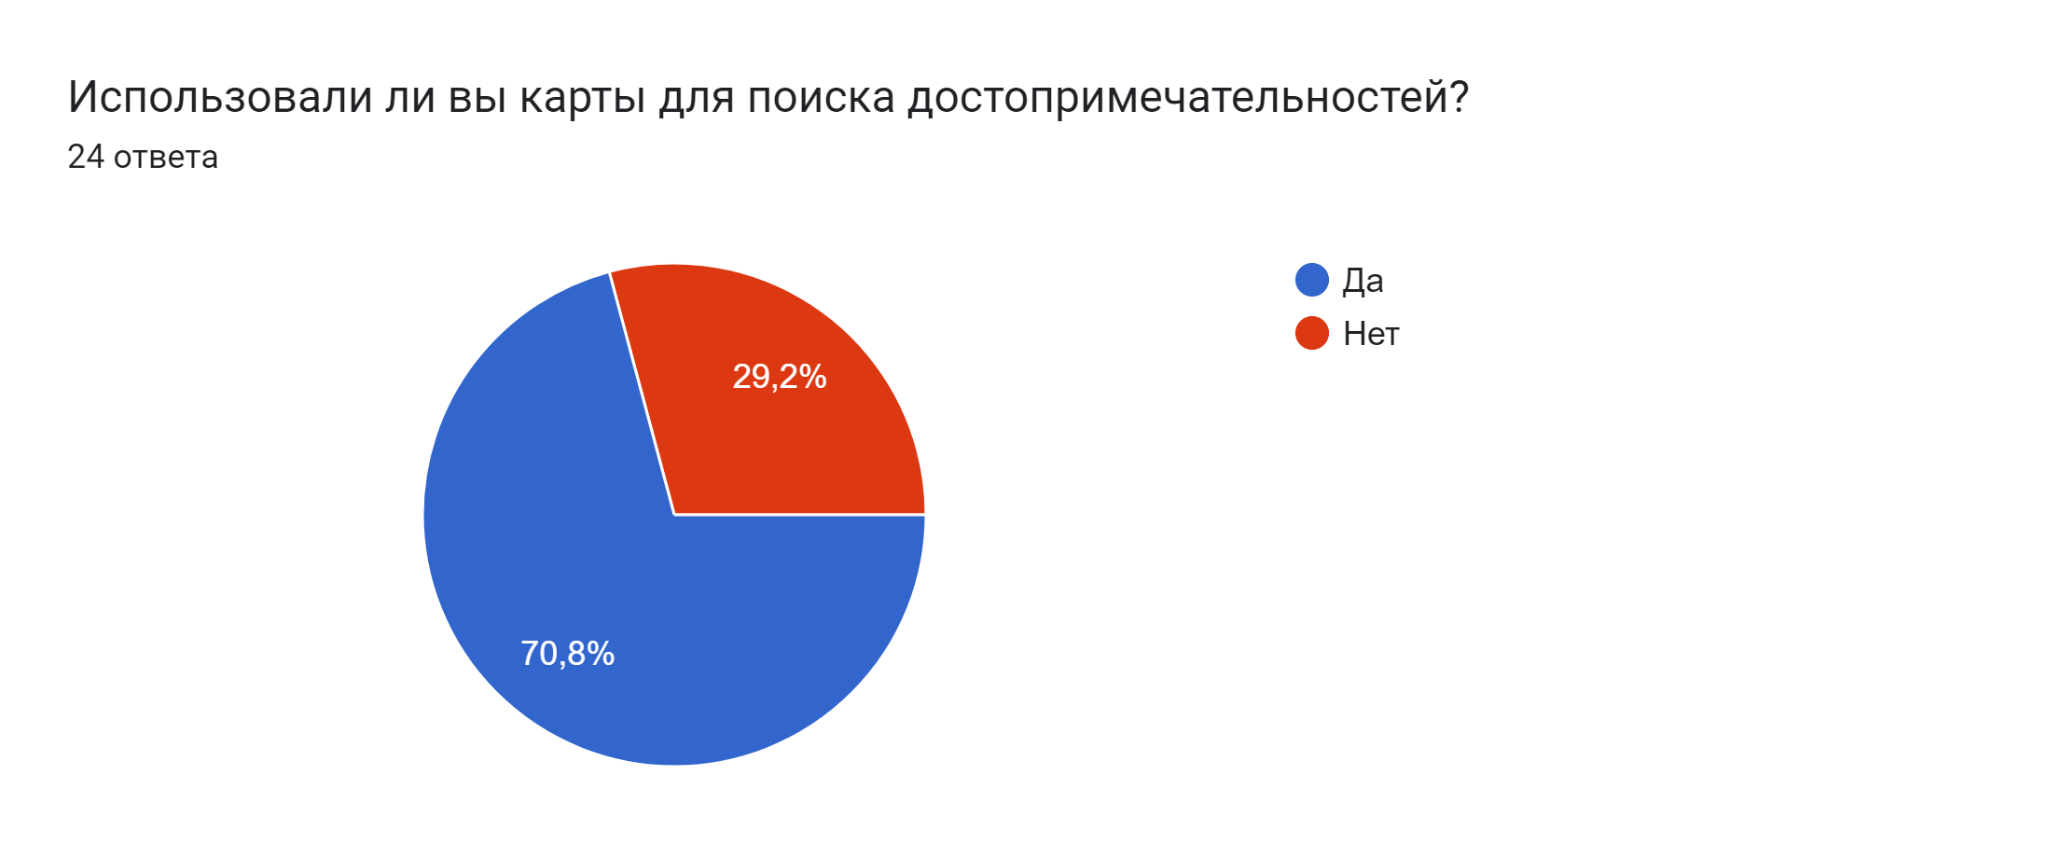 Использовали ли вы карты для поиска достопримечательностей?
24 ответа
Да
Нет
29,2%
70,8%